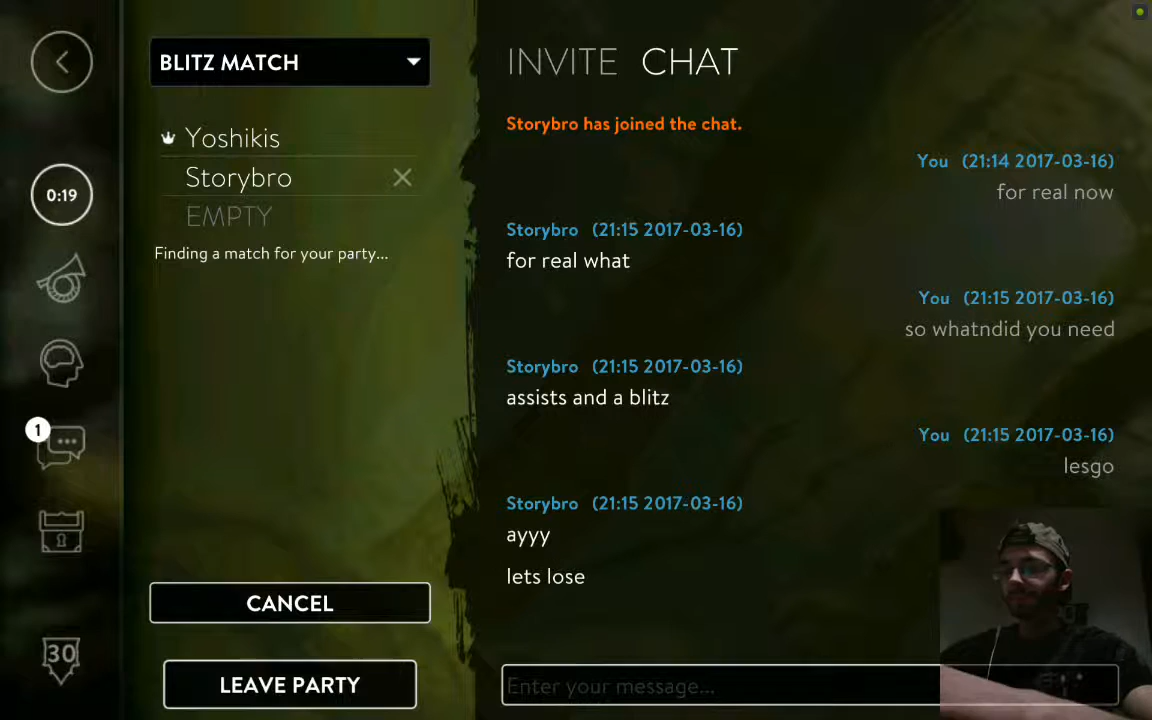 BLITZ MATCH
Yoshikis
0:19
Storybro
EMPTY
Finding a match for your party...
1
CANCEL
30
LEAVE PARTY
INVITE CHAT
Storybro has joined the chat.
You (21:14 2017-03-16)
for real now
Storybro (21:15 2017-03-16)
for real what
You (21:15 2017-03-16)
so whatndid you need
Storybro (21:15 2017-03-16)
assists and a blitz
You (21:15 2017-03-16)
lesgo
Storybro (21:15 2017-03-16)
ayyy
lets lose
Enter your message...